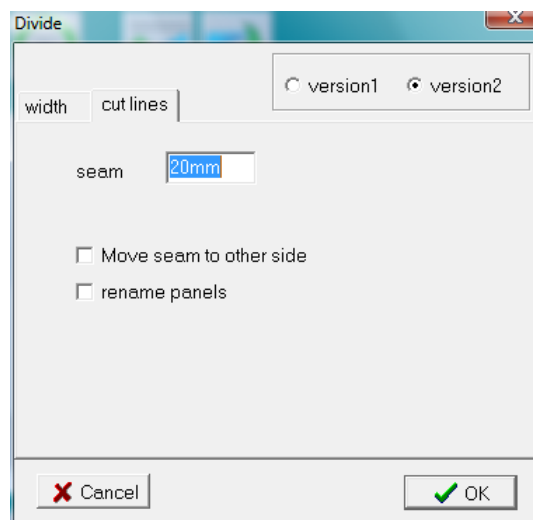 Divide
version1 version2
width cut lines
seam 20mm
Move seam to other side
rename panels
Cancel OK